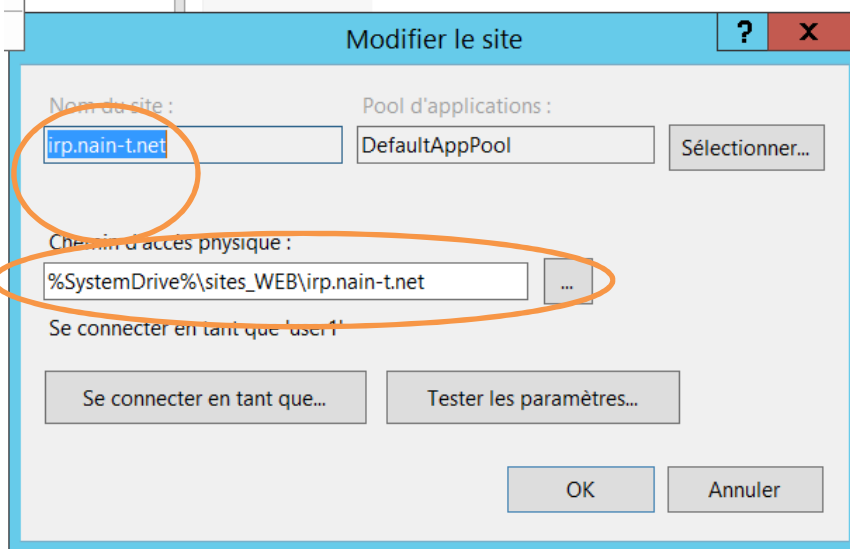 Modifier le site
? x
Nom du site : Pool d'applications :
irp.nain-t.net DefaultAppPool Sélectionner...
Chemin d'accès physique :
%SystemDrive%\sites_WEB\irp.nain-t.net ...
Se connecter en tant que 'user1'
Se connecter en tant que... Tester les paramètres...
OK Annuler